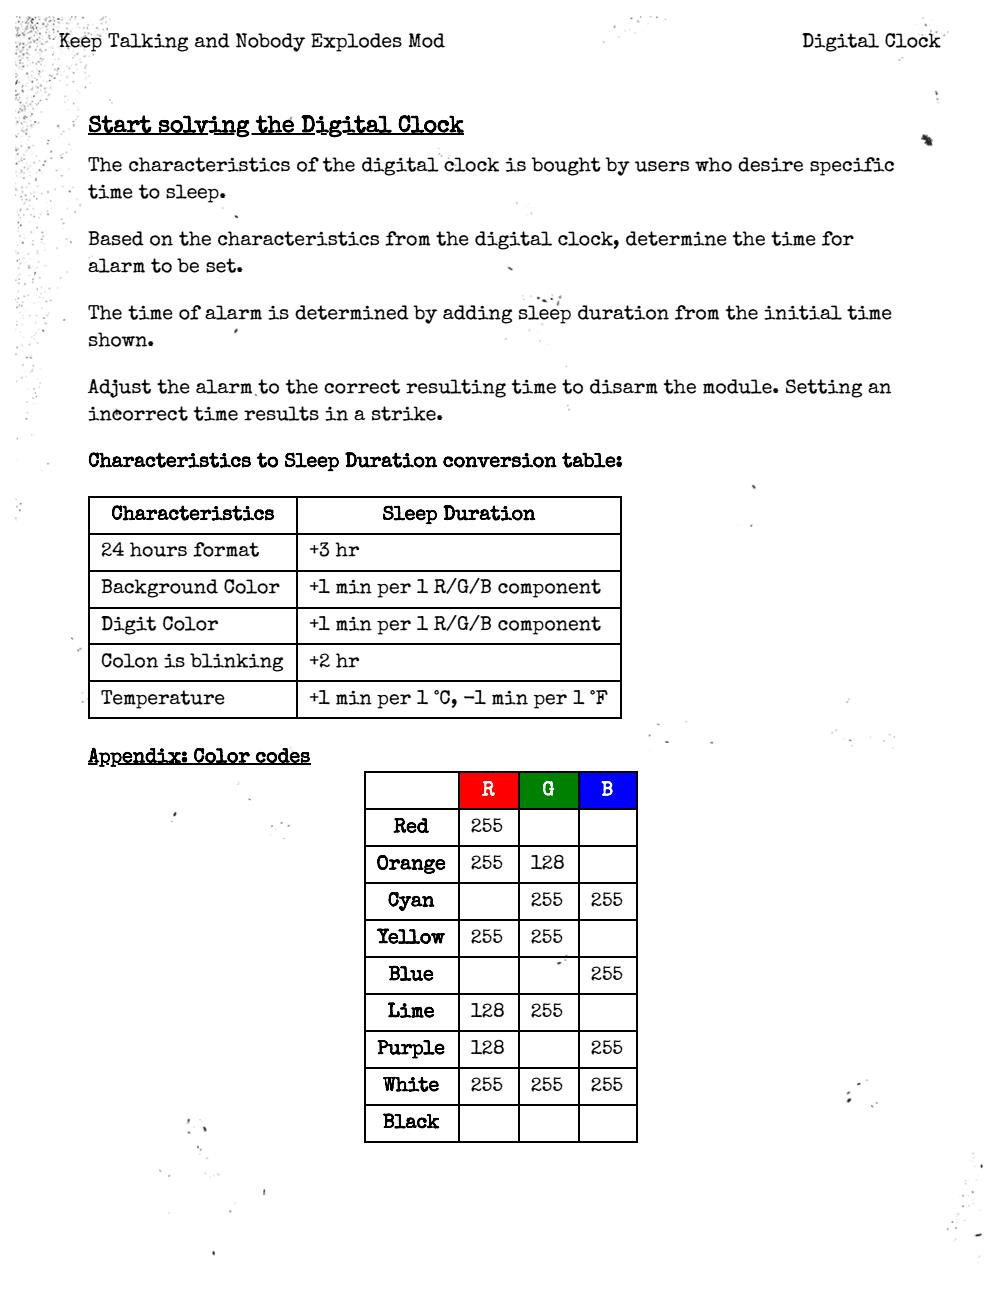 Keep Talking and Nobody Explodes Mod
Digital Clock
Start solving the Digital Clock
The characteristics of the digital clock is bought by users who desire specific
time to sleep.
Based on the characteristics from the digital clock, determine the time for
alarm to be set.
The time of alarm is determined by adding sleep duration from the initial time
shown.
Adjust the alarm to the correct resulting time to disarm the module. Setting an
incorrect time results in a strike.
Characteristics to Sleep Duration conversion table:
Characteristics Sleep Duration
24 hours format +3 hr
Background Color +1 min per 1 R/G/B component
Digit Color +1 min per 1 R/G/B component
Colon is blinking +2 hr
Temperature +1 min per 1 °C, -1 min per 1 °F
Appendix: Color codes
R G B
Red 255
Orange 255 128
Cyan 255 255
Yellow 255 255
Blue 255
Lime 128 255
Purple 128 255
White 255 255 255
Black